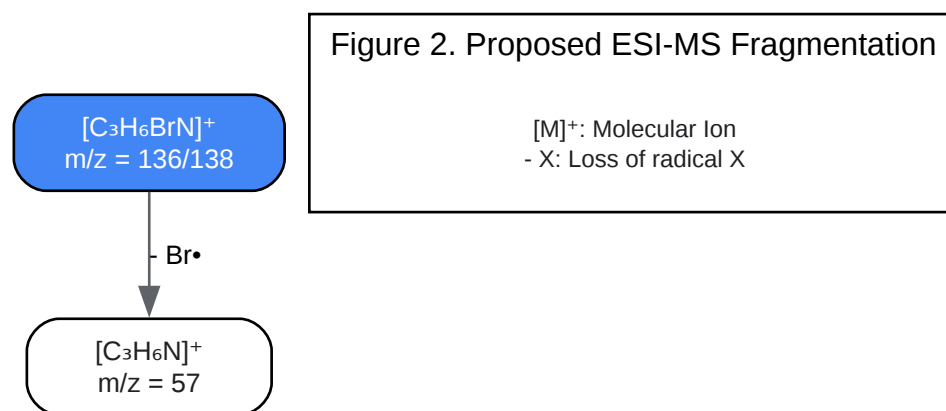 Figure 2. Proposed ESI-MS Fragmentation
[M]⁺: Molecular Ion
- X: Loss of radical X
[C₃H₆BrN]⁺
m/z = 136/138
- Br•
[C₃H₆N]⁺
m/z = 57